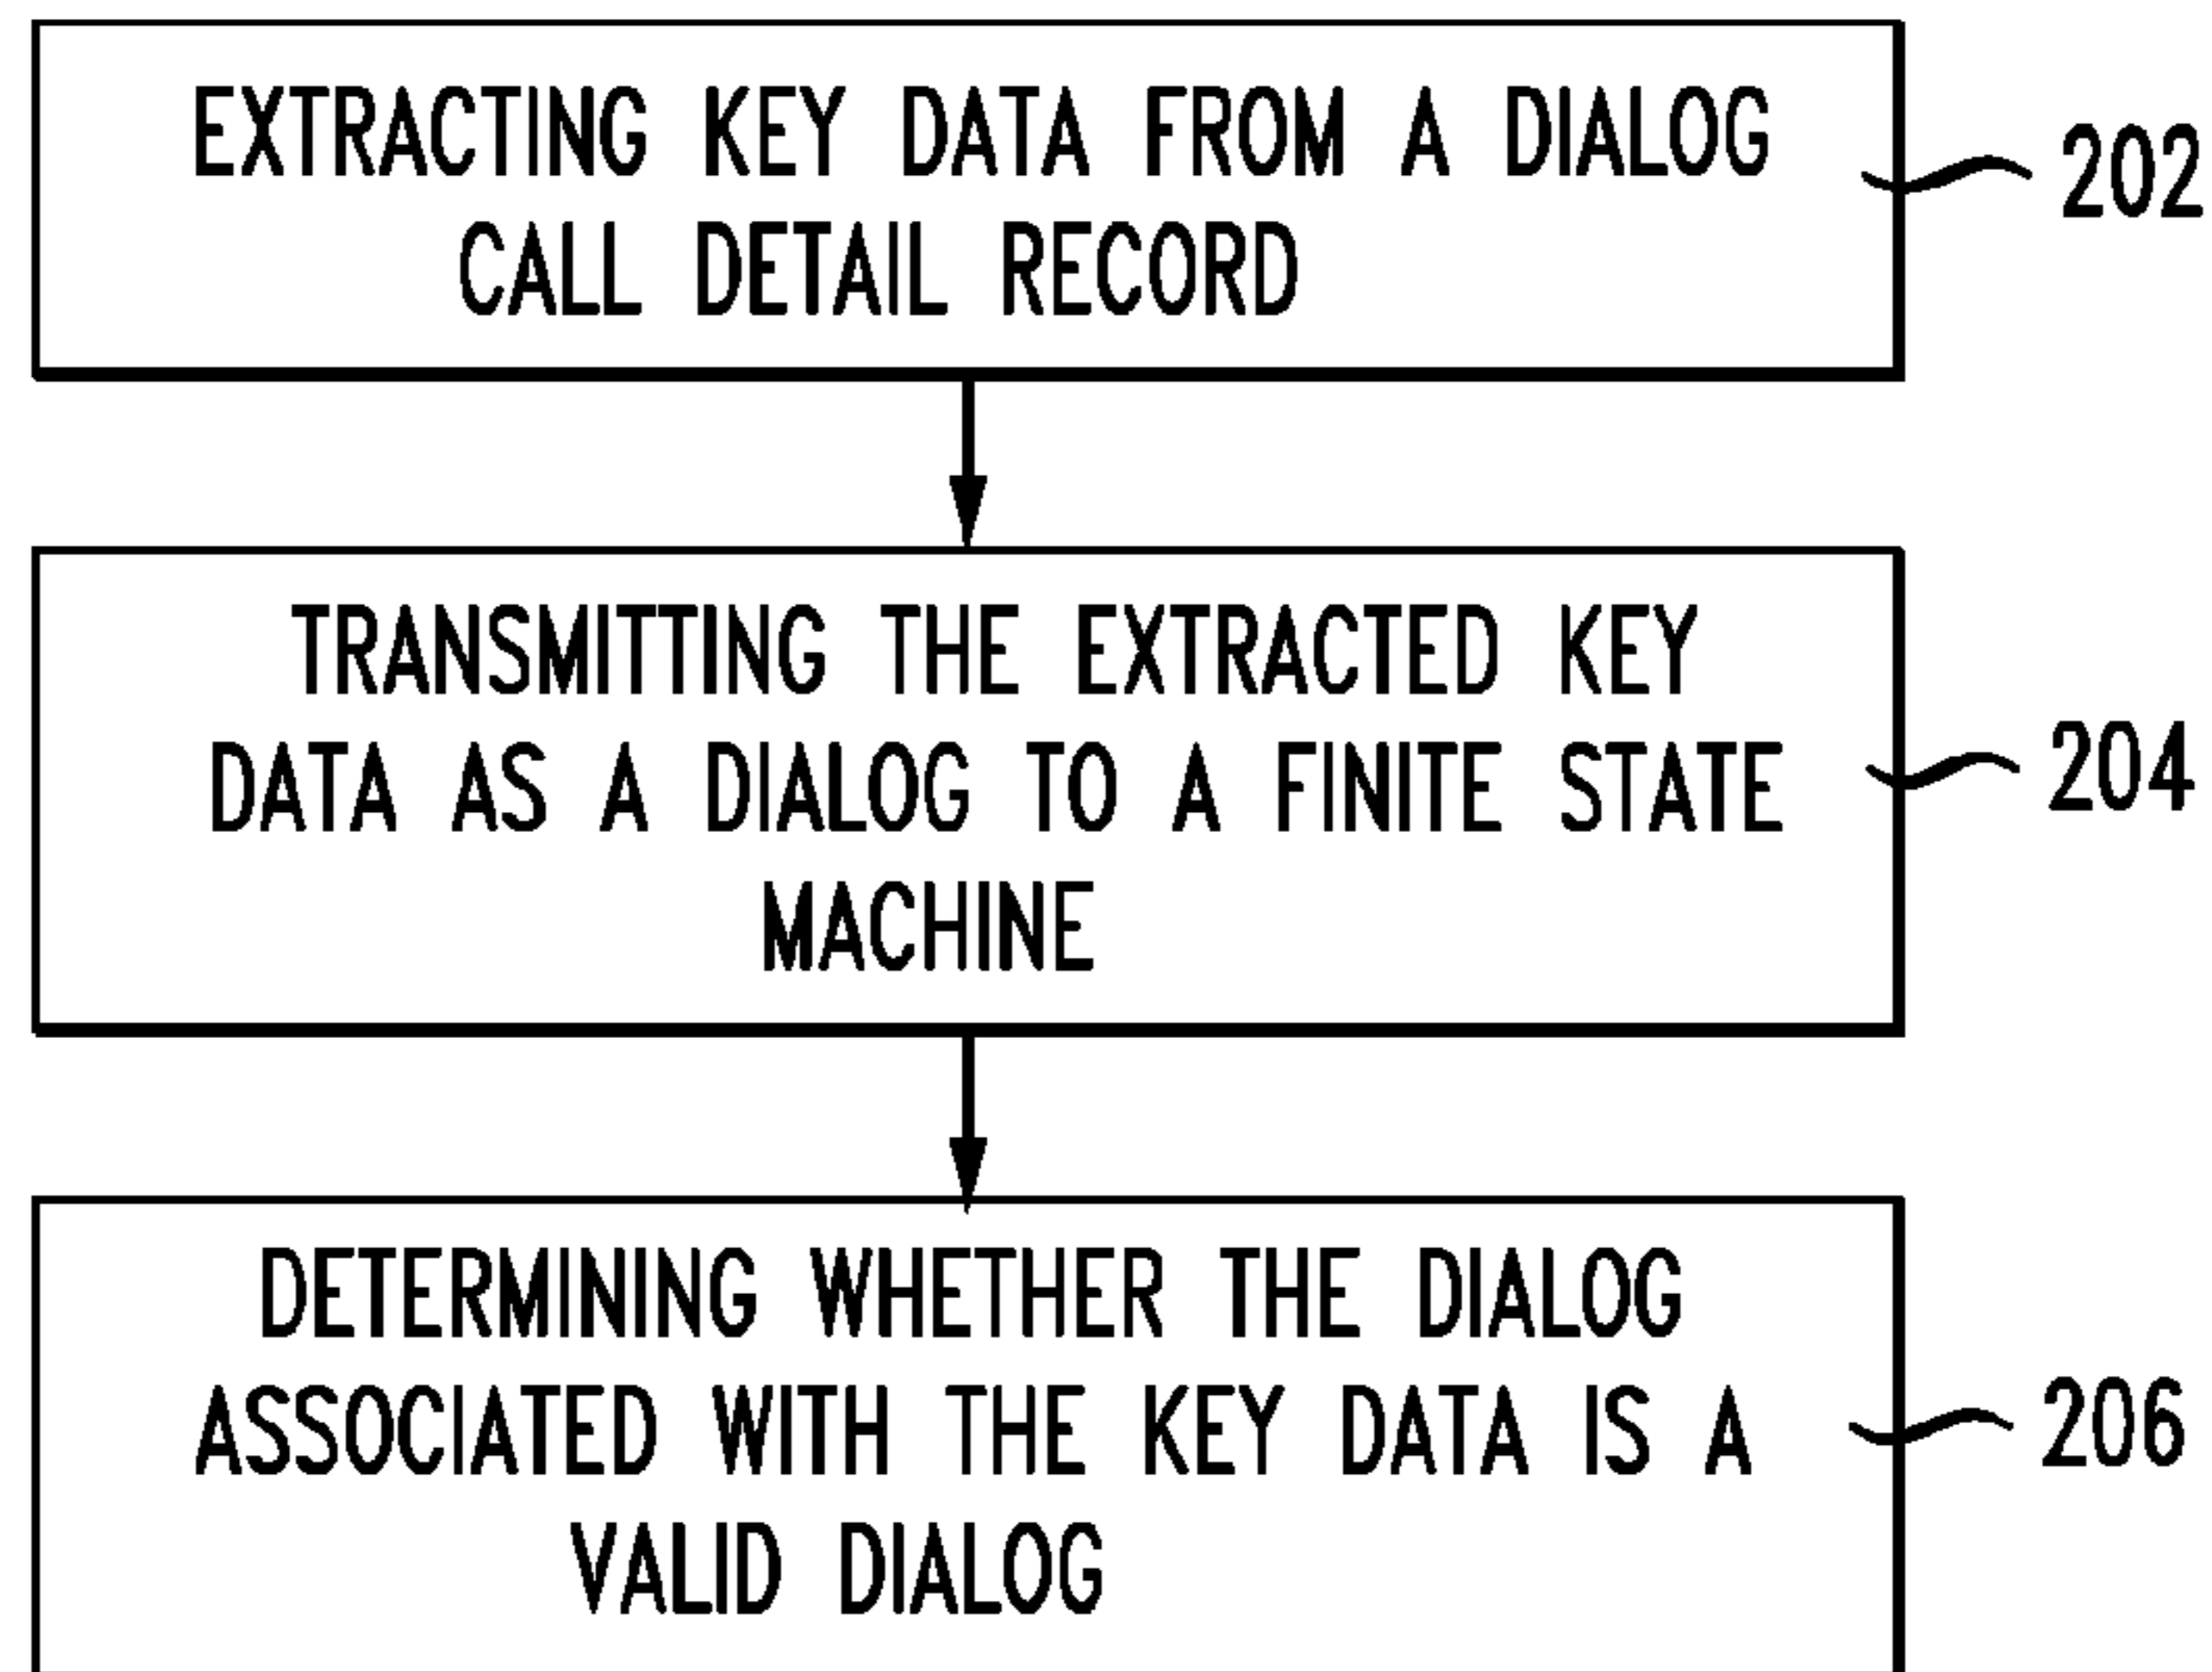 EXTRACTING KEY DATA FROM A DIALOG
CALL DETAIL RECORD
202
TRANSMITTING THE EXTRACTED KEY
DATA AS A DIALOG TO A FINITE STATE
MACHINE
204
DETERMINING WHETHER THE DIALOG
ASSOCIATED WITH THE KEY DATA IS A
VALID DIALOG
206